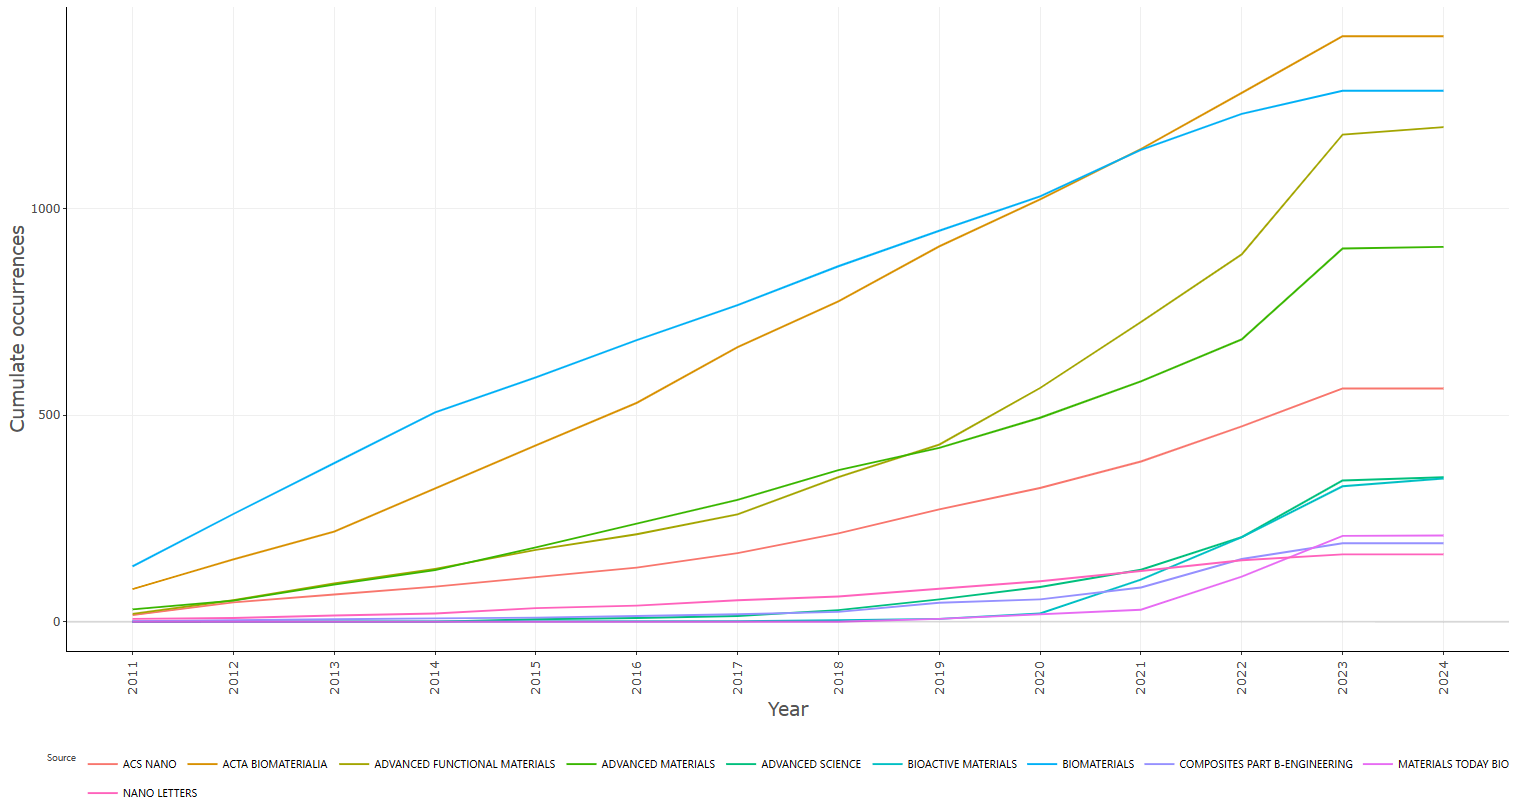 Cumulate occurrences
1000
500
0
2011 2012 2013 2014 2015 2016 2017 2018 2019 2020 2021 2022 2023 2024
Year
Source
ACS NANO ACTA BIOMATERIALIA ADVANCED FUNCTIONAL MATERIALS ADVANCED MATERIALS ADVANCED SCIENCE BIOACTIVE MATERIALS BIOMATERIALS COMPOSITES PART B-ENGINEERING MATERIALS TODAY BIO
NANO LETTERS